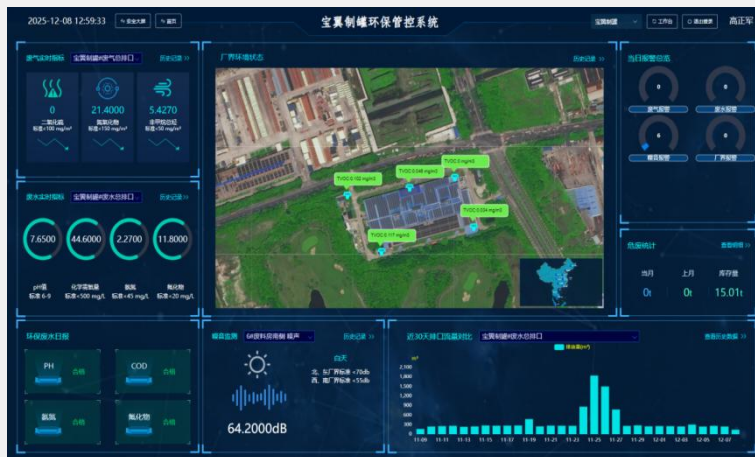 2025-12-08 12:59:33
安全大屏
首页
宝翼制罐环保管控系统
宝翼制罐
工作台
退出登录
高正军
废气实时指标
宝翼制罐#废气总排口
历史记录 >>
0
21.4000
5.4270
二氧化硫
氮氧化物
非甲烷总烃
标准<100 mg/m³
标准<150 mg/m³
标准<50 mg/m³
厂界环境状态
历史记录 >>
TVOC:0 mg/m3
TVOC:0.048 mg/m3
TVOC:0.102 mg/m3
TVOC:0.034 mg/m3
TVOC:0.117 mg/m3
当日报警总览
0
0
废气报警
废水报警
6
0
噪音报警
厂界报警
废水实时指标
宝翼制罐#废水总排口
历史记录 >>
7.6500
44.6000
2.2700
11.8000
pH值
化学需氧量
氨氮
氟化物
标准 6-9
标准<500 mg/L
标准<45 mg/L
标准<20 mg/L
危废统计
查看明细 >>
当月
上月
库存量
0t
0t
15.01t
环保废水日报
PH
合格
COD
合格
氨氮
合格
氟化物
合格
噪音监测
6#废料房南侧 噪声
历史记录 >>
白天
北、东厂界标准 <70db
西、南厂界标准 <55db
64.2000dB
近30天排口流量对比
宝翼制罐#废水总排口
查看历史数据 >>
排放量(m³)
m³
2,100
1,800
1,500
1,200
900
600
300
0
11-09
11-11
11-13
11-15
11-17
11-19
11-21
11-23
11-25
11-27
11-29
12-01
12-03
12-05
12-07